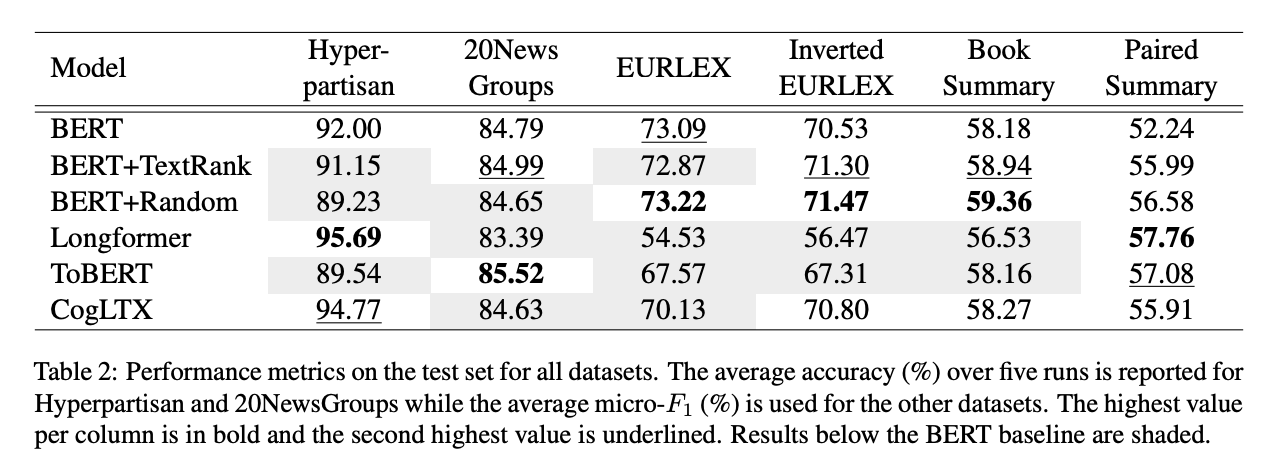 Model Hyper-partisan 20News Groups EURLEX Inverted EURLEX Book Summary Paired Summary
BERT 92.00 84.79 73.09 70.53 58.18 52.24
BERT+TextRank 91.15 84.99 72.87 71.30 58.94 55.99
BERT+Random 89.23 84.65 73.22 71.47 59.36 56.58
Longformer 95.69 83.39 54.53 56.47 56.53 57.76
ToBERT 89.54 85.52 67.57 67.31 58.16 57.08
CogLTX 94.77 84.63 70.13 70.80 58.27 55.91
Table 2: Performance metrics on the test set for all datasets. The average accuracy (%) over five runs is reported for
Hyperpartisan and 20NewsGroups while the average micro-F₁ (%) is used for the other datasets. The highest value
per column is in bold and the second highest value is underlined. Results below the BERT baseline are shaded.